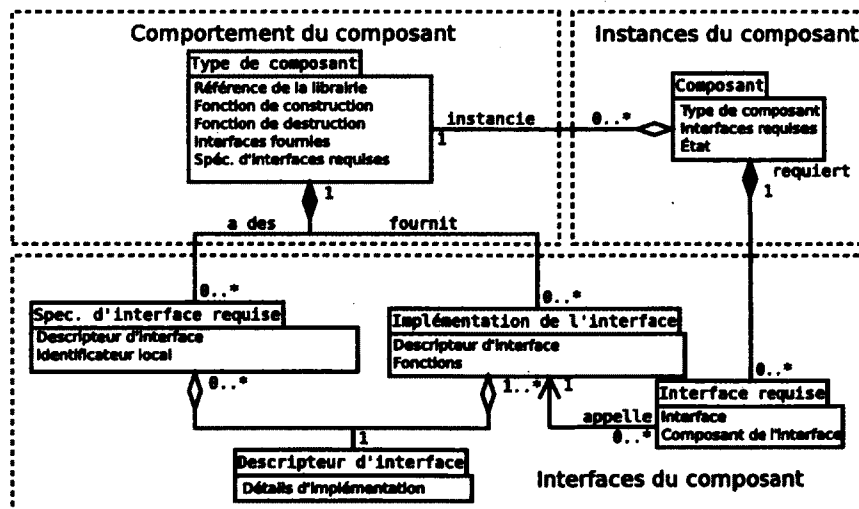 Comportement du composant
Instances du composant
Type de composant
Référence de la librairie
Fonction de construction
Fonction de destruction
Interfaces fournies
Spéc. d'interfaces requises
instancie
1
0..*
Composant
Type de composant
Interfaces requises
État
requiert
1
1
a des
fournit
0..*
0..*
Spec. d'interface requise
Descripteur d'interface
Identificateur local
Implémentation de l'interface
Descripteur d'interface
Fonctions
0..*
1..*
1
0..*
Interface requise
Interface
Composant de l'interface
appelle
0..*
1
Descripteur d'interface
Détails d'implémentation
Interfaces du composant